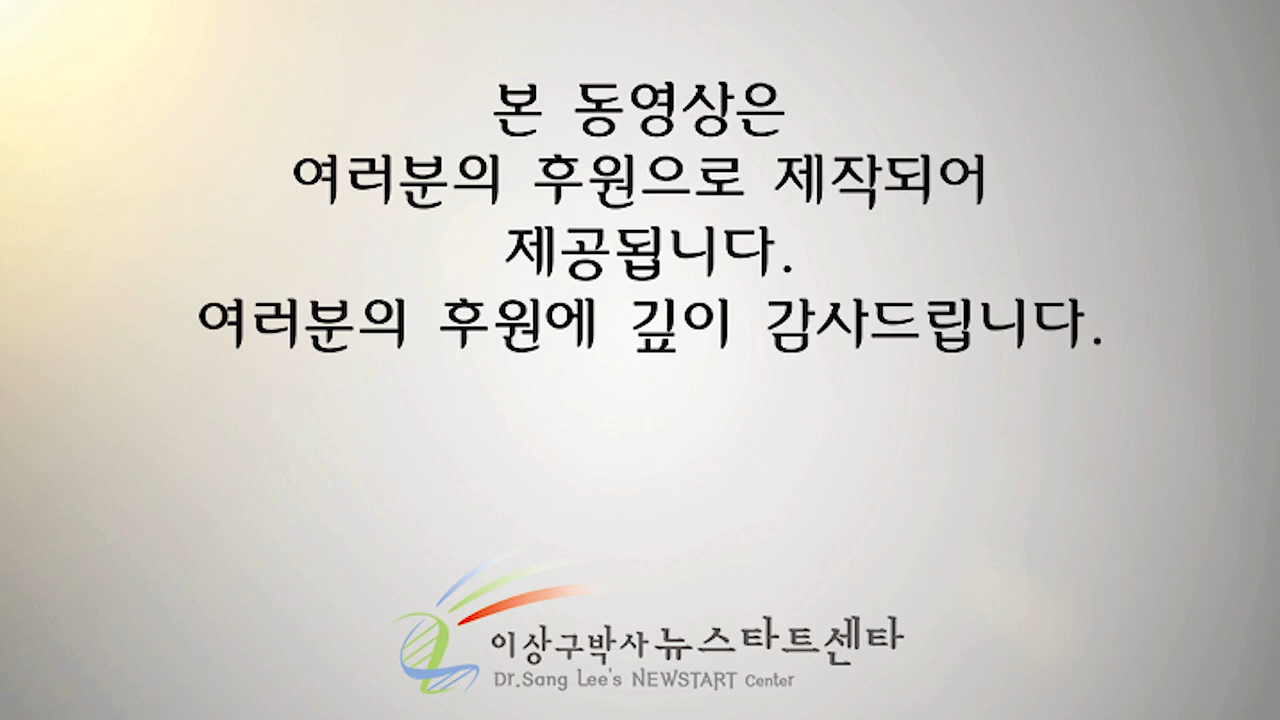 본 동영상은
여러분의 후원으로 제작되어
제공됩니다.
여러분의 후원에 깊이 감사드립니다.
이상구박사 뉴스타트센타
Dr.Sang Lee's NEWSTART Center